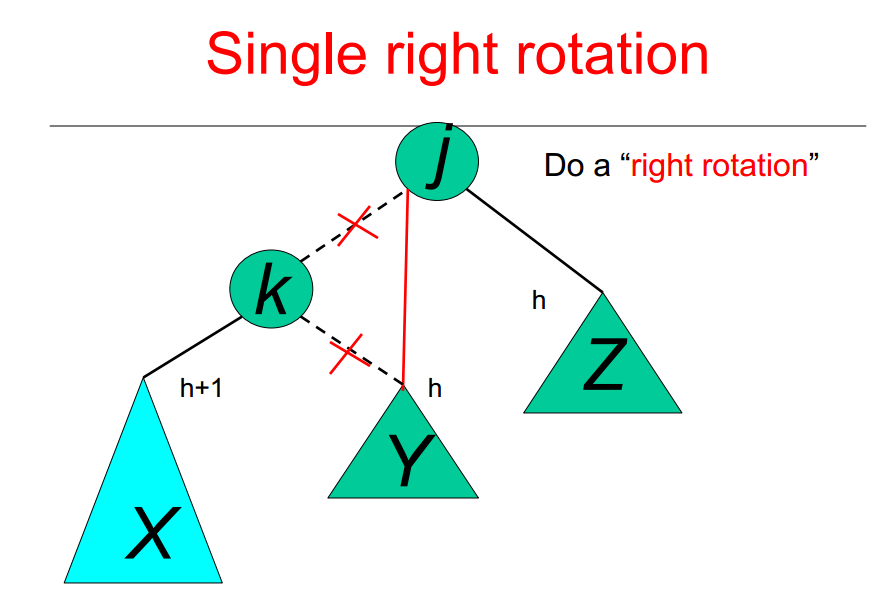 Single right rotation
j
Do a “right rotation”
k
h
Z
h+1
h
Y
X